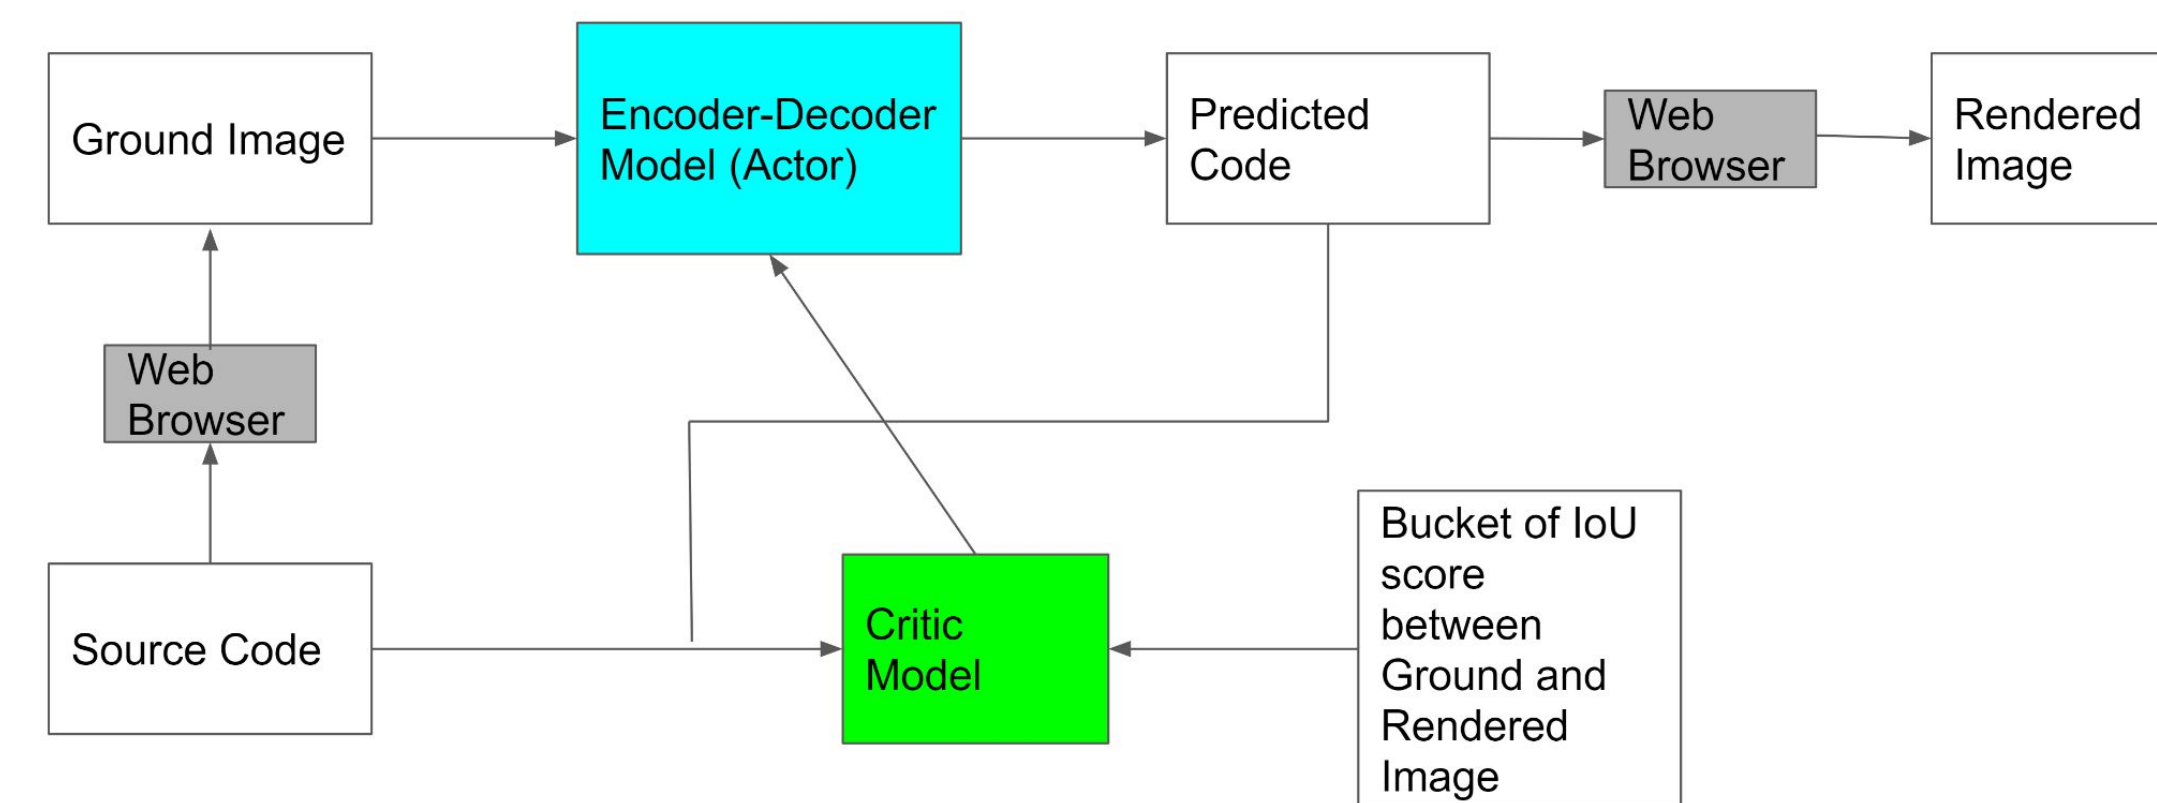 Ground Image
Encoder-Decoder
Model (Actor)
Predicted
Code
Web
Browser
Rendered
Image
Web
Browser
Source Code
Critic
Model
Bucket of IoU
score
between
Ground and
Rendered
Image